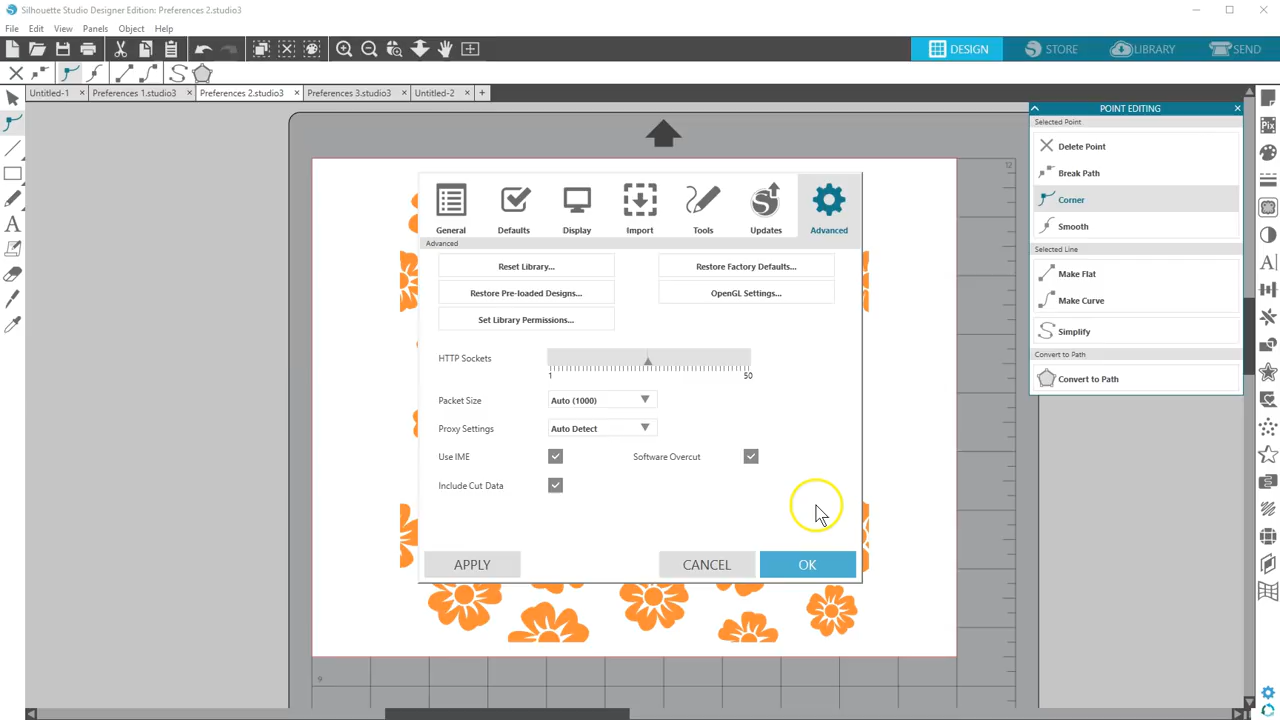 Silhouette Studio Designer Edition: Preferences 2.studio3
File Edit View Panels Object Help
DESIGN STORE LIBRARY SEND
Untitled-1 Preferences 1.studio3 Preferences 2.studio3 Preferences 3.studio3 Untitled-2
POINT EDITING
Selected Point
Delete Point
Break Path
Corner
Smooth
Selected Line
Make Flat
Make Curve
Simplify
Convert to Path
Convert to Path
12
General Defaults Display Import Tools Updates Advanced
Advanced
Reset Library... Restore Factory Defaults...
Restore Pre-loaded Designs... OpenGL Settings...
Set Library Permissions...
HTTP Sockets
1 50
Packet Size Auto (1000)
Proxy Settings Auto Detect
Use IME Software Overcut
Include Cut Data
APPLY CANCEL OK
9